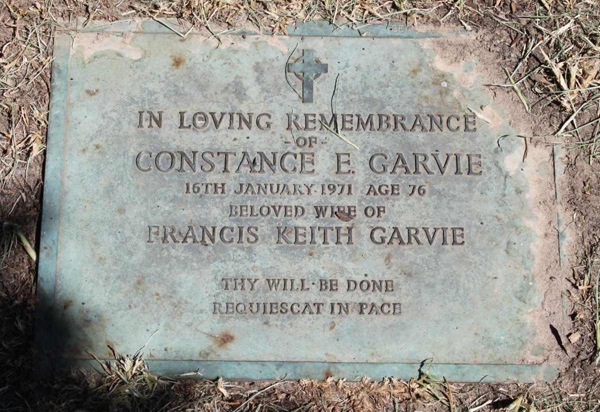 IN LOVING REMEMBRANCE
-OF-
CONSTANCE E. GARVIE
16TH JANUARY 1971 AGE 76
BELOVED WIFE OF
FRANCIS KEITH GARVIE
THY WILL BE DONE
REQUIESCAT IN PACE